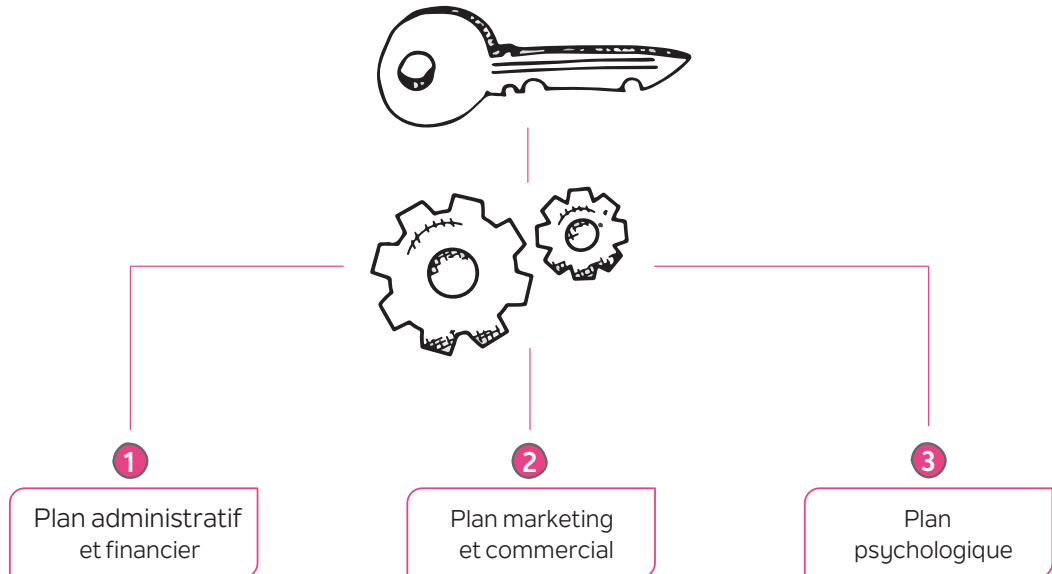 1
Plan administratif
et financier
2
Plan marketing
et commercial
3
Plan
psychologique